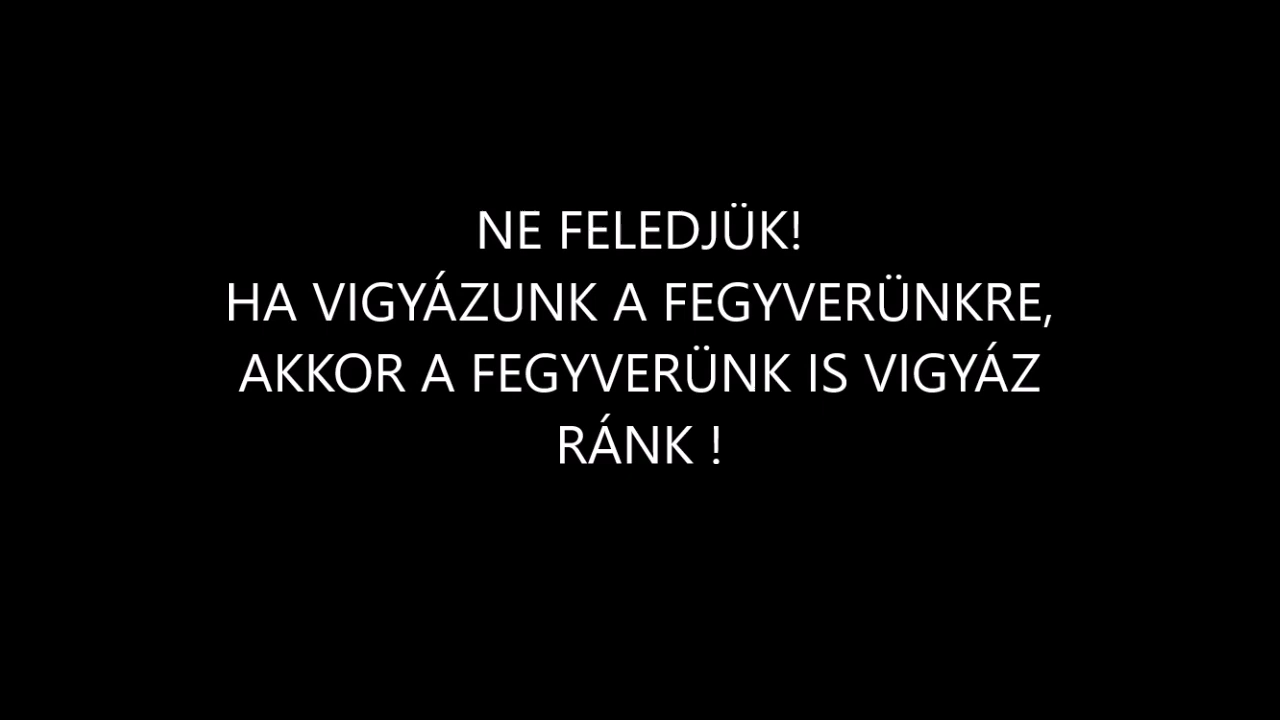 NE FELEDJÜK!
HA VIGYÁZUNK A FEGYVERÜNKRE,
AKKOR A FEGYVERÜNK IS VIGYÁZ
RÁNK !